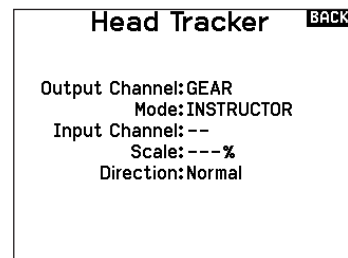 Head Tracker BACK
Output Channel:GEAR
Mode:INSTRUCTOR
Input Channel:--
Scale:---%
Direction:Normal